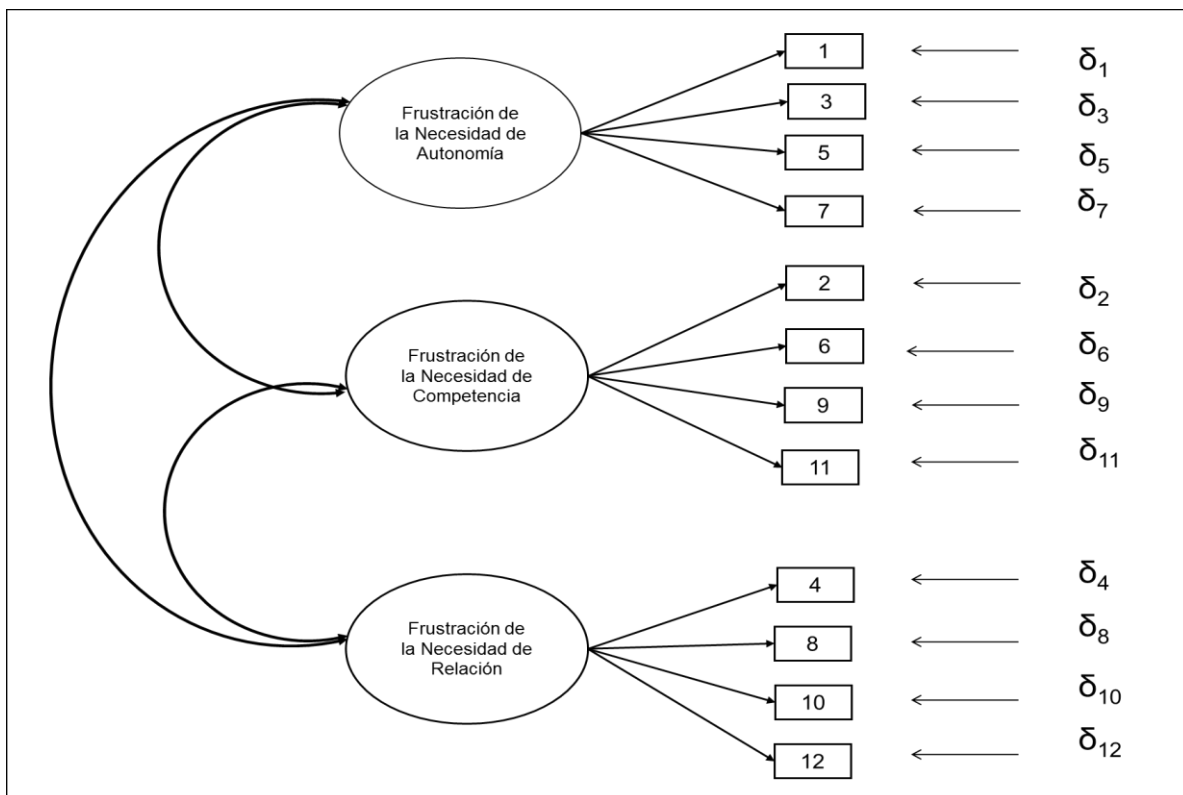 Frustración de
la Necesidad de
Autonomía
1
δ1
3
δ3
5
δ5
7
δ7
Frustración de
la Necesidad de
Competencia
2
δ2
6
δ6
9
δ9
11
δ11
Frustración de
la Necesidad de
Relación
4
δ4
8
δ8
10
δ10
12
δ12